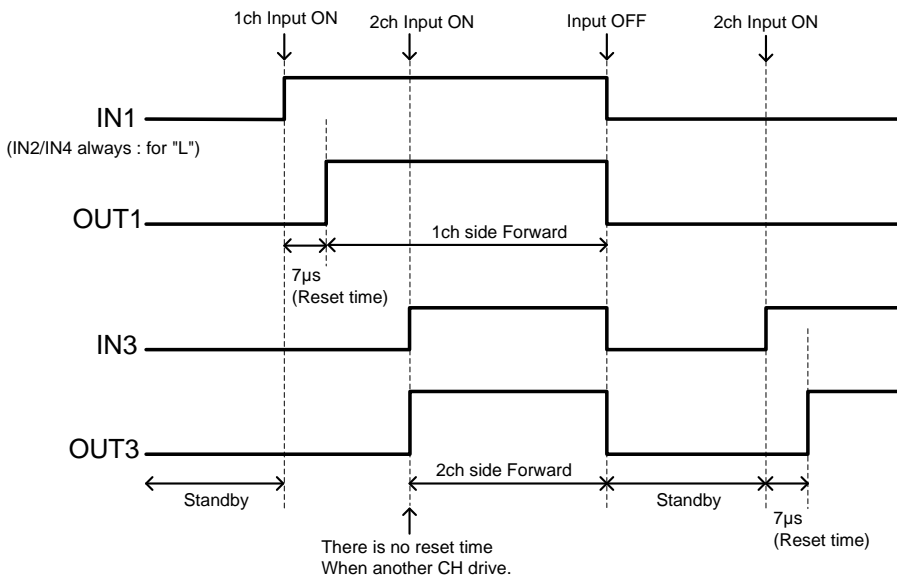 1ch Input ON
2ch Input ON
Input OFF
2ch Input ON
IN1
(IN2/IN4 always : for "L")
OUT1
1ch side Forward
7µs
(Reset time)
IN3
OUT3
2ch side Forward
Standby
Standby
7µs
(Reset time)
There is no reset time
When another CH drive.